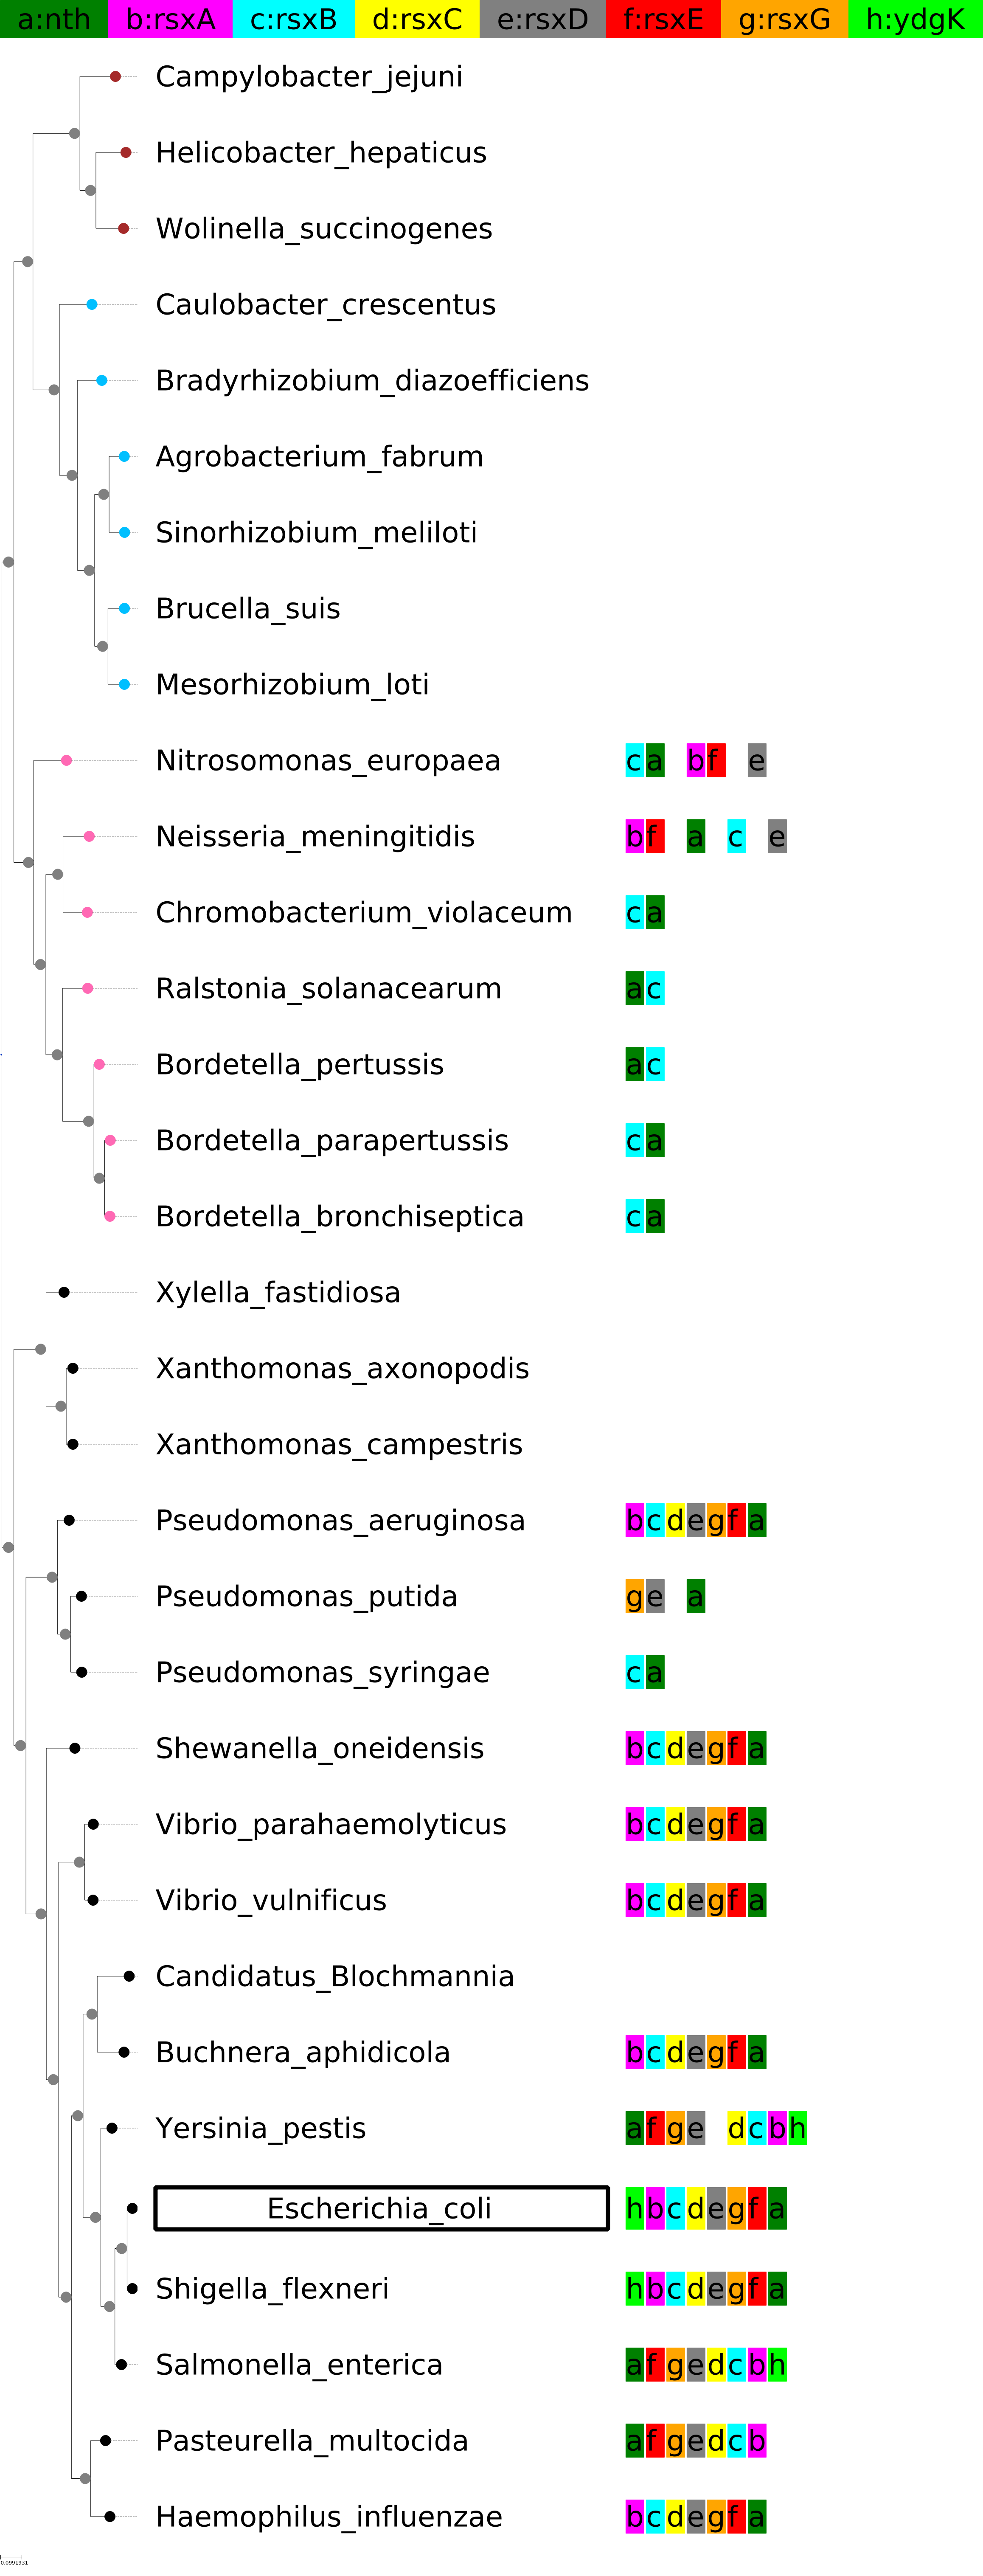 a:nth b:rsxA c:rsxB d:rsxC e:rsxD f:rsxE g:rsxG h:ydgK
Campylobacter_jejuni
Helicobacter_hepaticus
Wolinella_succinogenes
Caulobacter_crescentus
Bradyrhizobium_diazoefficiens
Agrobacterium_fabrum
Sinorhizobium_meliloti
Brucella_suis
Mesorhizobium_loti
Nitrosomonas_europaea c a b f e
Neisseria_meningitidis b f a c e
Chromobacterium_violaceum c a
Ralstonia_solanacearum a c
Bordetella_pertussis a c
Bordetella_parapertussis c a
Bordetella_bronchiseptica c a
Xylella_fastidiosa
Xanthomonas_axonopodis
Xanthomonas_campestris
Pseudomonas_aeruginosa b c d e g f a
Pseudomonas_putida g e a
Pseudomonas_syringae c a
Shewanella_oneidensis b c d e g f a
Vibrio_parahaemolyticus b c d e g f a
Vibrio_vulnificus b c d e g f a
Candidatus_Blochmannia
Buchnera_aphidicola b c d e g f a
Yersinia_pestis a f g e d c b h
Escherichia_coli h b c d e g f a
Shigella_flexneri h b c d e g f a
Salmonella_enterica a f g e d c b h
Pasteurella_multocida a f g e d c b
Haemophilus_influenzae b c d e g f a
0.0991931